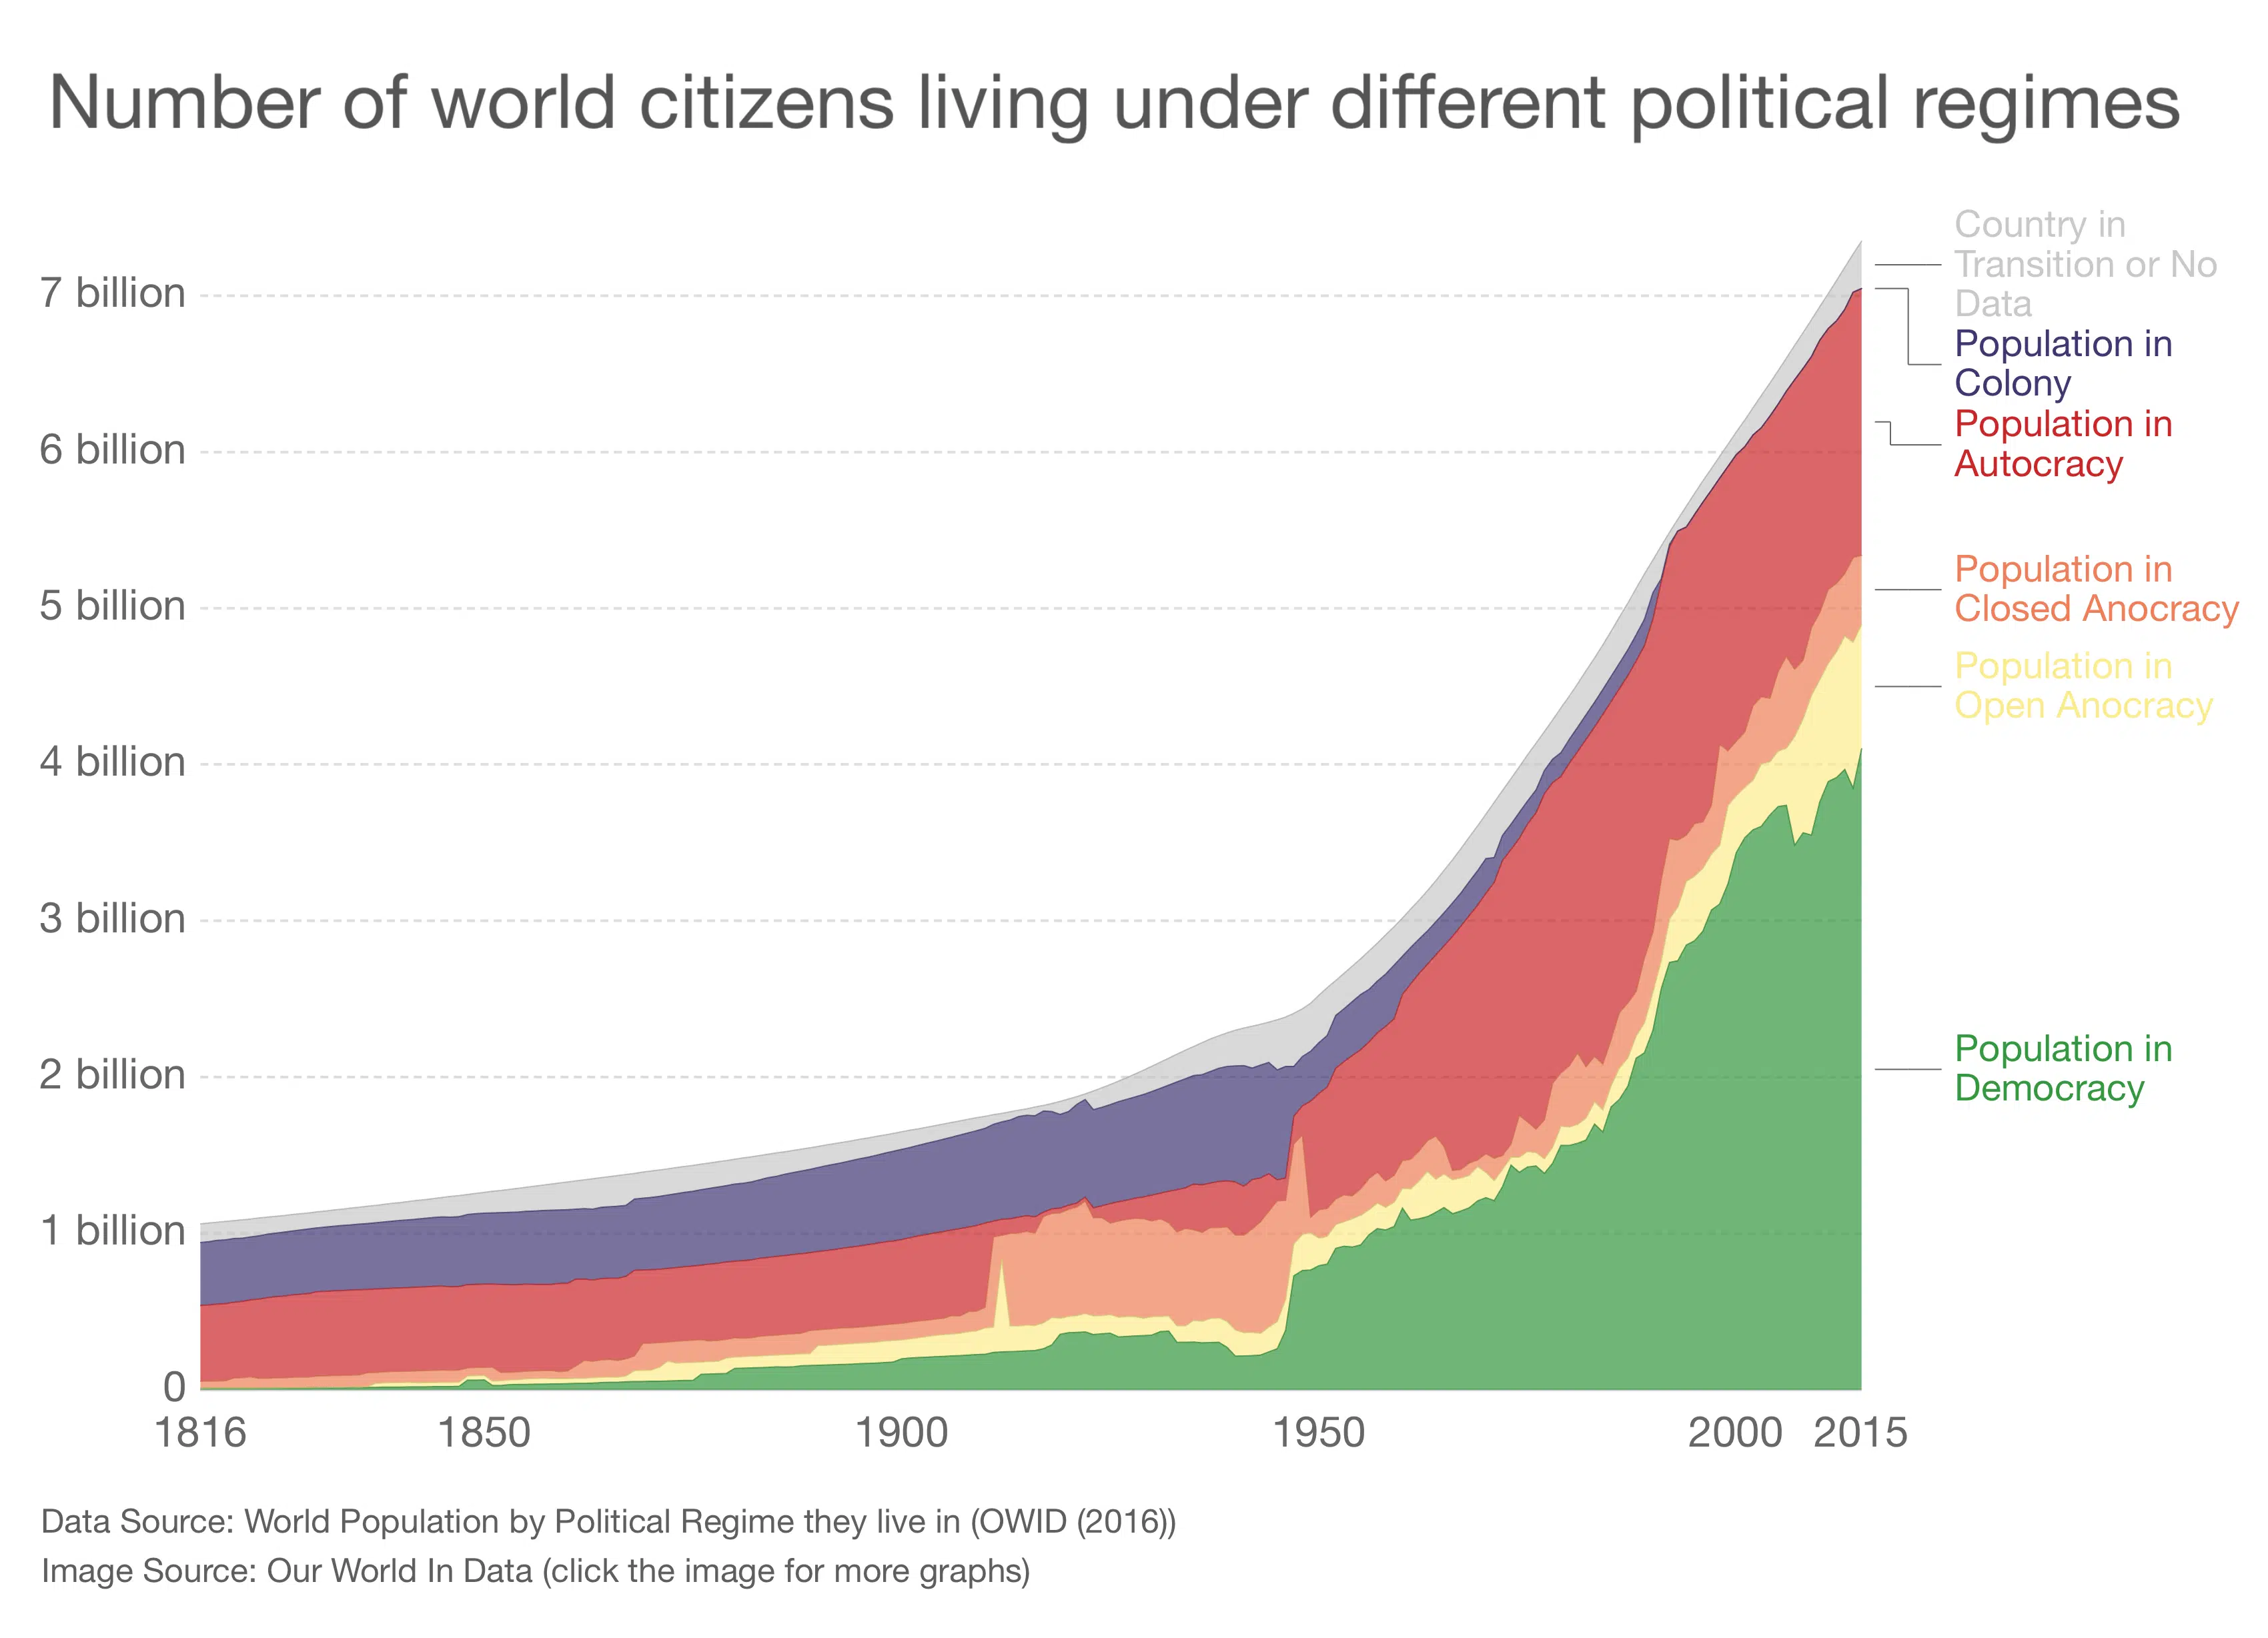 Number of world citizens living under different political regimes
7 billion
6 billion
5 billion
4 billion
3 billion
2 billion
1 billion
0
1816
1850
1900
1950
2000
2015
Country in
Transition or No
Data
Population in
Colony
Population in
Autocracy
Population in
Closed Anocracy
Population in
Open Anocracy
Population in
Democracy
Data Source: World Population by Political Regime they live in (OWID (2016))
Image Source: Our World In Data (click the image for more graphs)